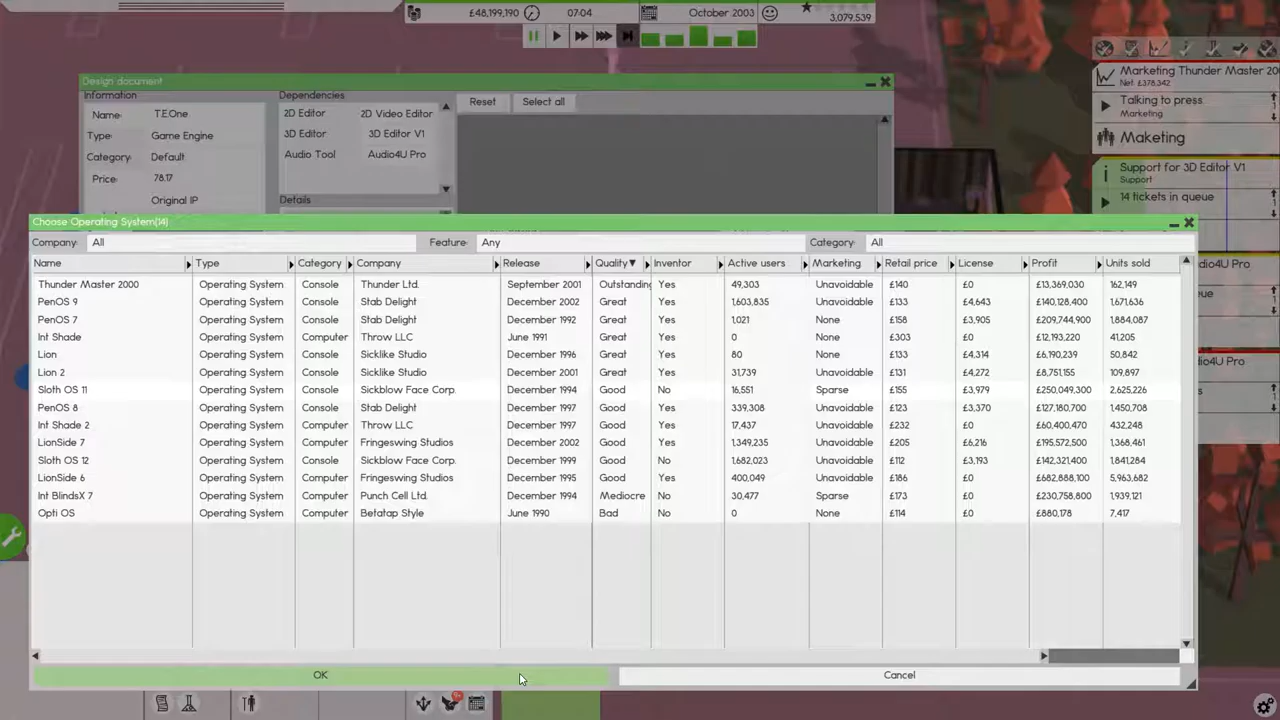 £48,199,190 07-04 October 2003 3,079.539
Design document
Information
Name: T.E.One
Type: Game Engine
Category: Default
Price: 78.17
Original IP
Dependencies
2D Editor 2D Video Editor
3D Editor 3D Editor V1
Audio Tool Audio4U Pro
Details
Reset Select all
Marketing Thunder Master 20
Net: £378,342
Talking to press
Marketing
Maketing
Support for 3D Editor V1
Support
14 tickets in queue
dio4U Pro
eue
dio4U Pro
Choose Operating System(14)
Company: All Feature: Any Category: All
Name Type Category Company Release Quality▼ Inventor Active users Marketing Retail price License Profit Units sold
Thunder Master 2000 Operating System Console Thunder Ltd. September 2001 Outstanding Yes 49,303 Unavoidable £140 £0 £13,369,030 162,149
PenOS 9 Operating System Console Stab Delight December 2002 Great Yes 1,603,835 Unavoidable £133 £4,643 £140,128,400 1,671,636
PenOS 7 Operating System Console Stab Delight December 1992 Great Yes 1,021 None £158 £3,905 £209,744,900 1,884,087
Int Shade Operating System Computer Throw LLC June 1991 Great Yes 0 None £303 £0 £12,193,220 41,205
Lion Operating System Console Sicklike Studio December 1996 Great Yes 80 None £133 £4,314 £6,190,239 50,842
Lion 2 Operating System Console Sicklike Studio December 2001 Great Yes 31,739 Unavoidable £131 £4,272 £8,751,155 109,897
Sloth OS 11 Operating System Console Sickblow Face Corp. December 1994 Good No 16,551 Sparse £155 £3,979 £250,049,300 2,625,226
PenOS 8 Operating System Console Stab Delight December 1997 Good Yes 339,308 Unavoidable £123 £3,370 £127,180,700 1,450,708
Int Shade 2 Operating System Computer Throw LLC December 1997 Good Yes 17,437 Unavoidable £232 £0 £60,400,470 432,248
LionSide 7 Operating System Computer Fringeswing Studios December 2002 Good Yes 1,349,235 Unavoidable £205 £6,216 £195,572,500 1,368,461
Sloth OS 12 Operating System Console Sickblow Face Corp. December 1999 Good No 1,682,023 Unavoidable £112 £3,193 £142,321,400 1,841,284
LionSide 6 Operating System Computer Fringeswing Studios December 1995 Good Yes 400,049 Unavoidable £186 £0 £682,888,100 5,963,682
Int BlindsX 7 Operating System Computer Punch Cell Ltd. December 1994 Mediocre No 30,477 Sparse £173 £0 £230,758,800 1,939,121
Opti OS Operating System Computer Betatap Style June 1990 Bad No 0 None £114 £0 £880,178 7,417
OK Cancel